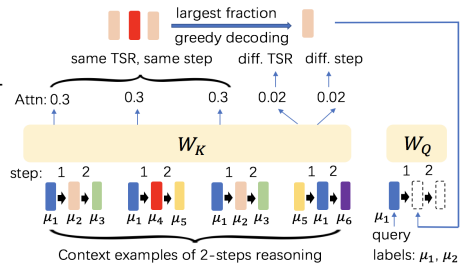 largest fraction
greedy decoding
same TSR, same step
diff. TSR
diff. step
Attn: 0.3 0.3 0.3 0.02 0.02
W_K
W_Q
step: 1 2 1 2 1 2 1 2 1 2
μ₁ μ₂ μ₃ μ₁ μ₄ μ₅ μ₁ μ₂ μ₃ μ₅ μ₁ μ₆ μ₁
query
Context examples of 2-steps reasoning
labels: μ₁, μ₂